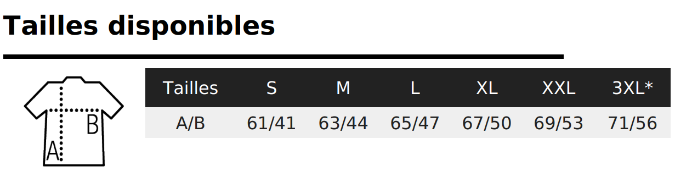 Tailles disponibles
Tailles S M L XL XXL 3XL*
A/B 61/41 63/44 65/47 67/50 69/53 71/56
B
A